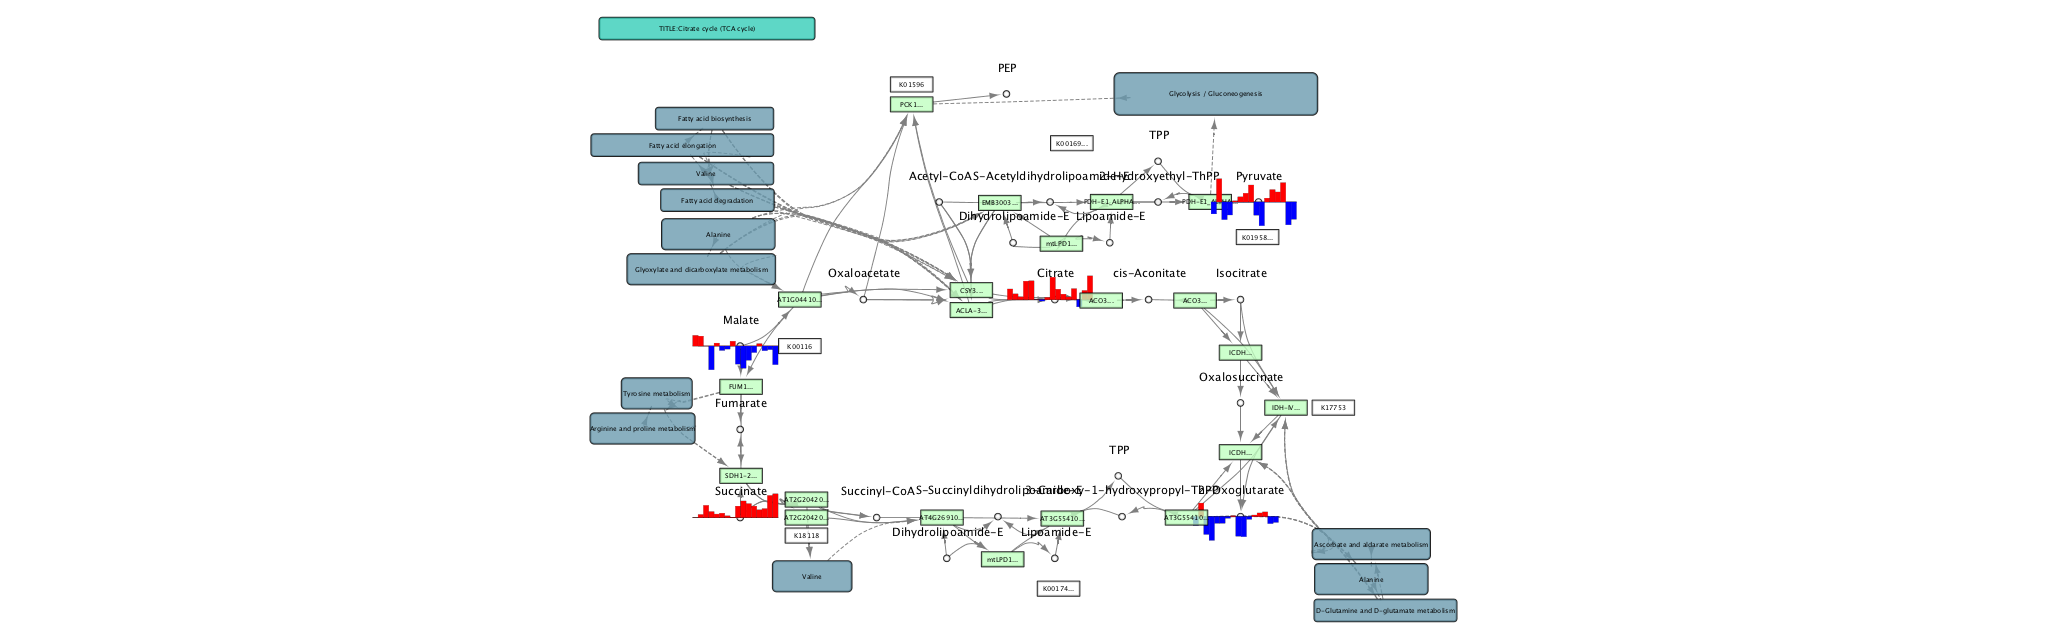 TITLE:Citrate cycle (TCA cycle)
PEP
K01596
PCK1...
Glycolysis / Gluconeogenesis
Fatty acid biosynthesis
Fatty acid elongation
Valine
Fatty acid degradation
Alanine
Glyoxylate and dicarboxylate metabolism
K00169...
TPP
Acetyl-CoA
S-Acetyldihydrolipoamide-E
2-Hydroxyethyl-ThPP
Pyruvate
EMB3003...
PDH-E1_ALPHA...
PDH-E1_ALPHA...
Dihydrolipoamide-E
Lipoamide-E
mtLPD1...
K01958...
Oxaloacetate
Citrate
cis-Aconitate
Isocitrate
AT1G04410...
CSY3...
ACLA-3...
ACO3...
ACO3...
Malate
K00116
ICDH...
Oxalosuccinate
FUM1...
Tyrosine metabolism
Fumarate
Arginine and proline metabolism
IDH-IV...
K17753
ICDH...
TPP
SDH1-2...
Succinate
AT2G20420...
AT2G20420...
Succinyl-CoA
S-Succinyldihydrolipoamide-E
3-Carboxy-1-hydroxypropyl-ThPP
2-Oxoglutarate
AT4G26910...
AT3G55410...
AT3G55410...
K18118
Dihydrolipoamide-E
Lipoamide-E
mtLPD1...
K00174...
Valine
Ascorbate and aldarate metabolism
Alanine
D-Glutamine and D-glutamate metabolism